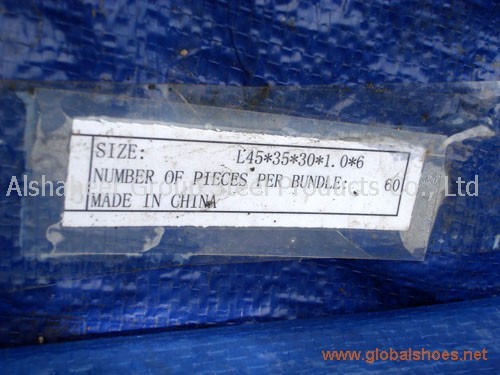 SIZE: L45*35*30*1.0*6
NUMBER OF PIECES PER BUNDLE: 60
MADE IN CHINA
www.globalshoes.net